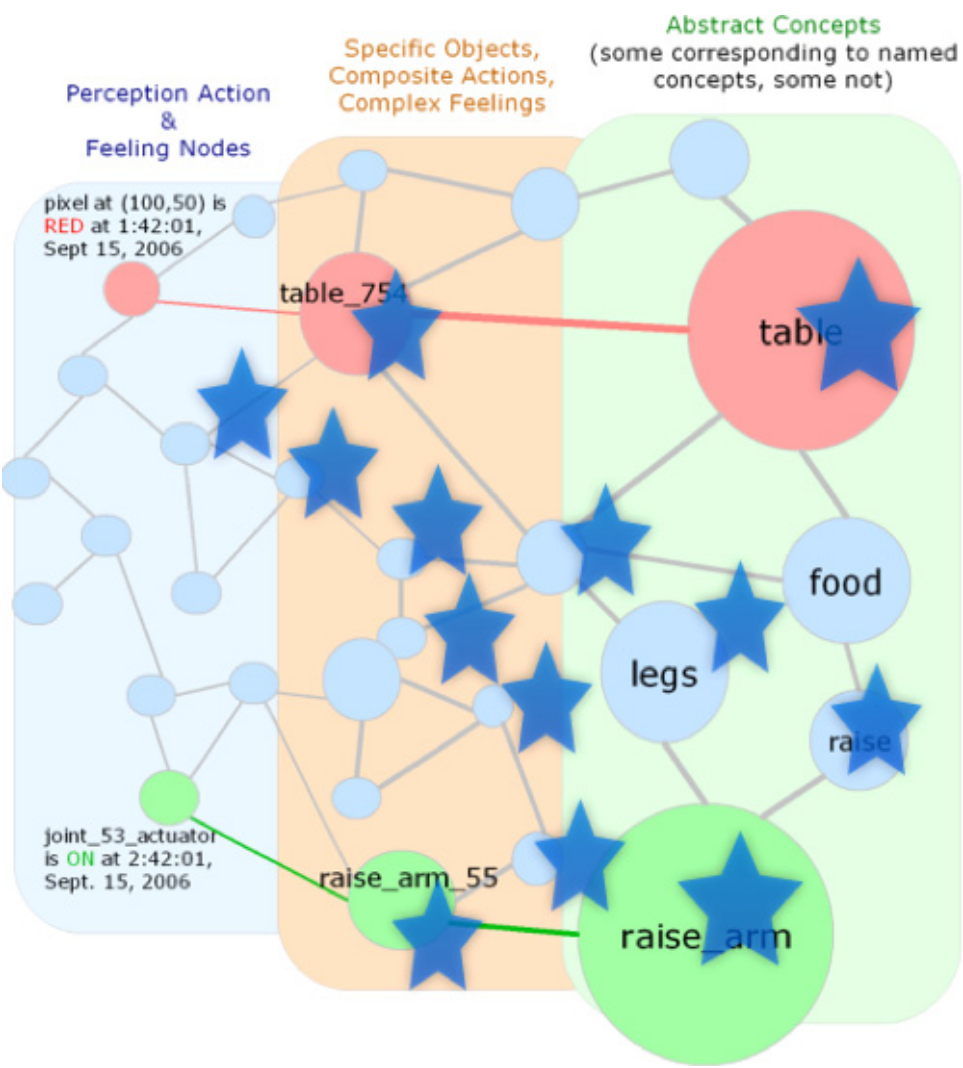 Perception Action
&
Feeling Nodes
Specific Objects,
Composite Actions,
Complex Feelings
Abstract Concepts
(some corresponding to named
concepts, some not)
pixel at (100,50) is
RED at 1:42:01,
Sept 15, 2006
table_754
table
food
legs
raise
joint_53_actuator
is ON at 2:42:01,
Sept. 15, 2006
raise_arm_55
raise_arm